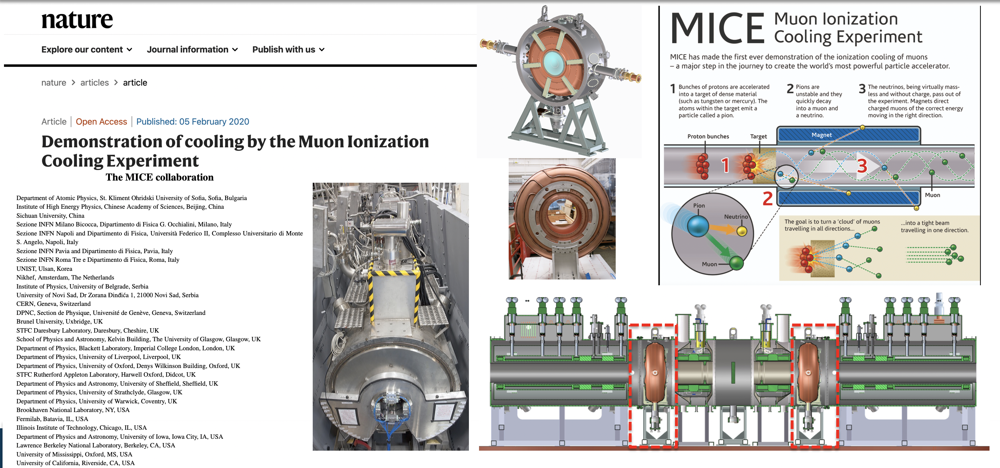 nature
Explore our content
Journal information
Publish with us
nature > articles > article
Article | Open Access | Published: 05 February 2020
Demonstration of cooling by the Muon Ionization
Cooling Experiment
The MICE collaboration
Department of Atomic Physics, St. Kliment Ohridski University of Sofia, Sofia, Bulgaria
Institute of High Energy Physics, Chinese Academy of Sciences, Beijing, China
Sichuan University, China
Sezione INFN Milano Bicocca, Dipartimento di Fisica G. Occhialini, Milano, Italy
Sezione INFN Napoli and Dipartimento di Fisica, Università Federico II, Complesso Universitario di Monte
S. Angelo, Napoli, Italy
Sezione INFN Pavia and Dipartimento di Fisica, Pavia, Italy
Sezione INFN Roma Tre e Dipartimento di Fisica, Roma, Italy
UNIST, Ulsan, Korea
Nikhef, Amsterdam, The Netherlands
Institute of Physics, University of Belgrade, Serbia
University of Novi Sad, Dr Zorana Đinđića 1, 21000 Novi Sad, Serbia
CERN, Geneva, Switzerland
DPNC, Section de Physique, Université de Genève, Geneva, Switzerland
Brunel University, Uxbridge, UK
STFC Daresbury Laboratory, Daresbury, Cheshire, UK
School of Physics and Astronomy, Kelvin Building, The University of Glasgow, Glasgow, UK
Department of Physics, Blackett Laboratory, Imperial College London, London, UK
Department of Physics, University of Liverpool, Liverpool, UK
Department of Physics, University of Oxford, Denys Wilkinson Building, Oxford, UK
STFC Rutherford Appleton Laboratory, Harwell Oxford, Didcot, UK
Department of Physics and Astronomy, University of Sheffield, Sheffield, UK
Department of Physics, University of Strathclyde, Glasgow, UK
Department of Physics, University of Warwick, Coventry, UK
Brookhaven National Laboratory, NY, USA
Fermilab, Batavia, IL, USA
Illinois Institute of Technology, Chicago, IL, USA
Department of Physics and Astronomy, University of Iowa, Iowa City, IA, USA
Lawrence Berkeley National Laboratory, Berkeley, CA, USA
University of Mississippi, Oxford, MS, USA
University of California, Riverside, CA, USA
MICE
Muon Ionization
Cooling Experiment
MICE has made the first ever demonstration of the ionization cooling of muons
– a major step in the journey to create the world's most powerful particle accelerator.
1
Bunches of protons are accelerated
into a target of dense material
(such as tungsten or mercury). The
atoms within the target emit a
particle called a pion.
2
Pions are
unstable and they
quickly decay
into a muon and
a neutrino.
3
The neutrinos, being virtually mass-
less and without charge, pass out of
the experiment. Magnets direct
charged muons of the correct energy
moving in the right direction.
Proton bunches
Target
Magnet
1
3
2
Muon
Pion
Neutrino
Muon
The goal is to turn a 'cloud' of muons
travelling in all directions...
...into a tight beam
travelling in one direction.